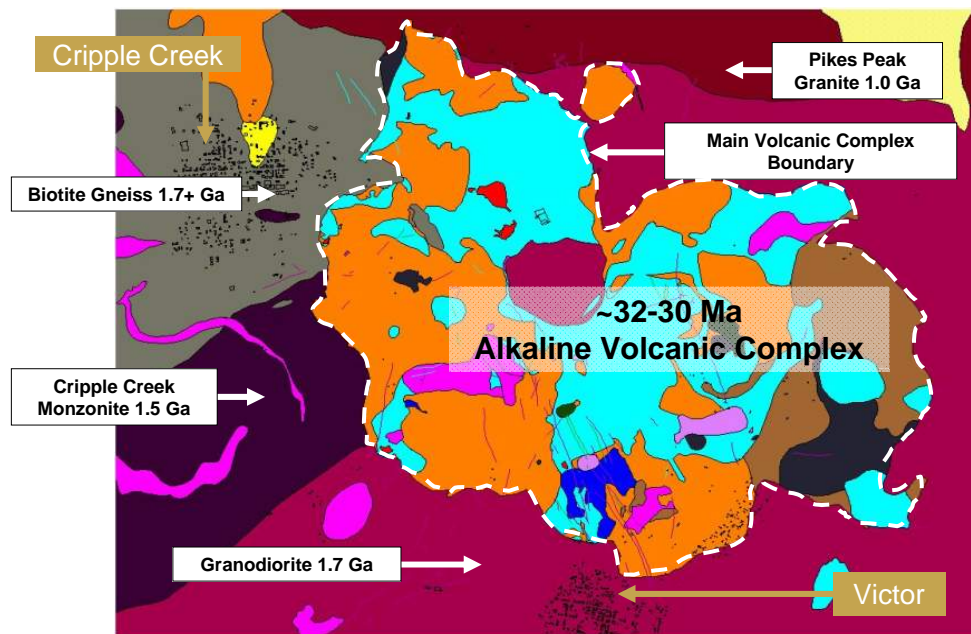 Cripple Creek
Pikes Peak
Granite 1.0 Ga
Main Volcanic Complex
Boundary
Biotite Gneiss 1.7+ Ga
~32-30 Ma
Alkaline Volcanic Complex
Cripple Creek
Monzonite 1.5 Ga
Granodiorite 1.7 Ga
Victor